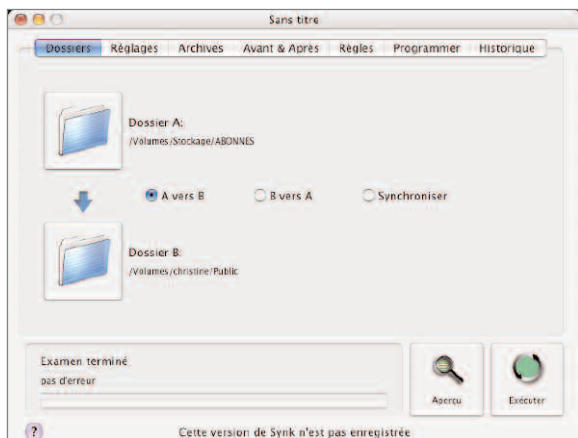 Sans titre
Dossiers Réglages Archives Avant & Après Règles Programmer Historique
Dossier A:
/Volumes/Stockage/ABONNES
A vers B B vers A Synchroniser
Dossier B:
/Volumes/christine/Public
Examen terminé
pas d'erreur
Aperçu Exécuter
? Cette version de Synk n'est pas enregistrée